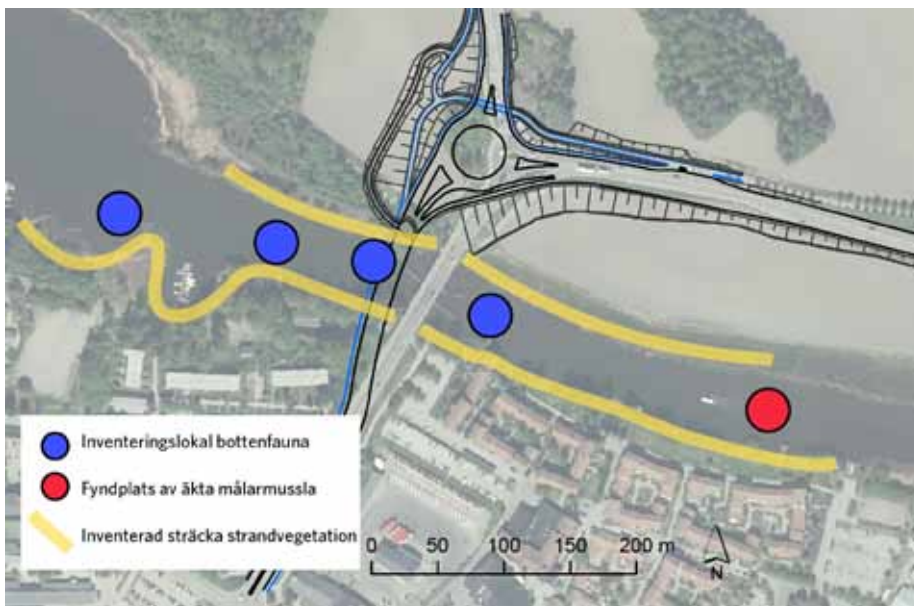 Inventeringslokal bottenfauna
Fyndplats av äkta målarmussla
Inventerad sträcka strandvegetation
0 50 100 150 200 m
N